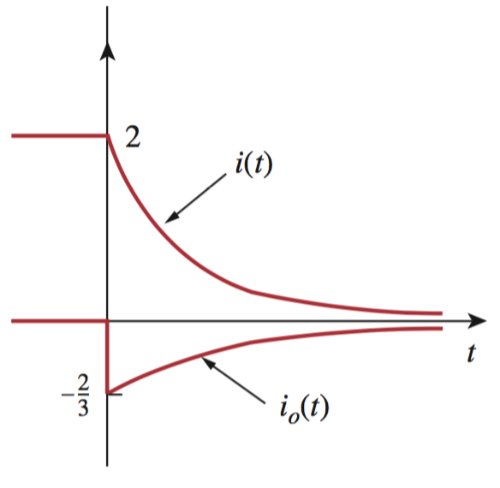 2
i(t)
t
-2/3
i_o(t)